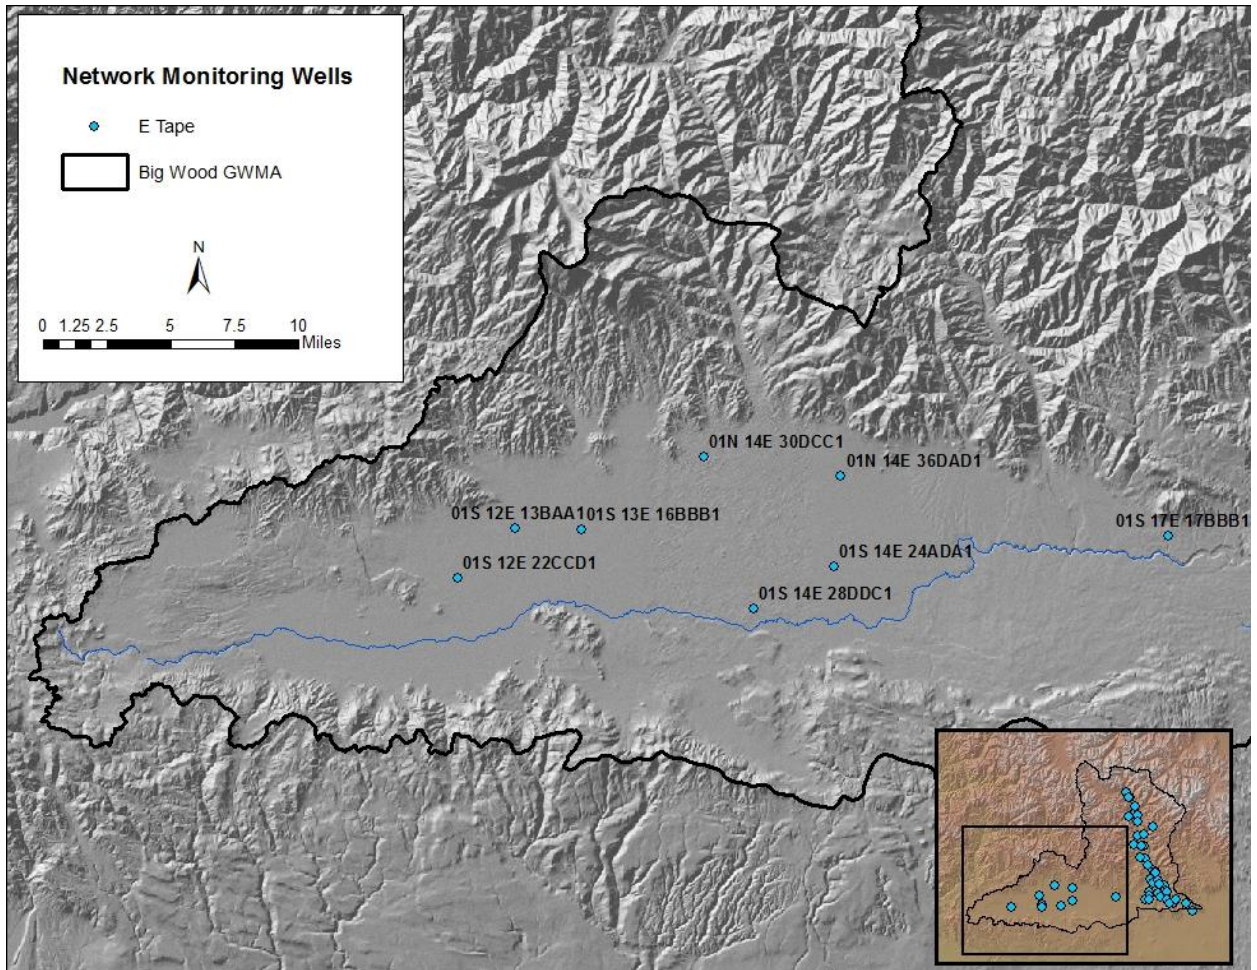 Network Monitoring Wells
E Tape
Big Wood GWMA
N
0 1.25 2.5 5 7.5 10
Miles
01N 14E 30DCC1
01N 14E 36DAD1
01S 12E 13BAA1
01S 13E 16BBB1
01S 17E 17BBB1
01S 12E 22CCD1
01S 14E 24ADA1
01S 14E 28DDC1